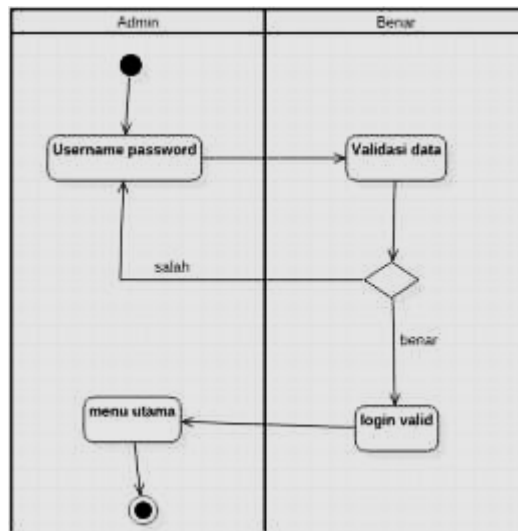 Admin
Benar
Username password
Validasi data
salah
benar
menu utama
login valid